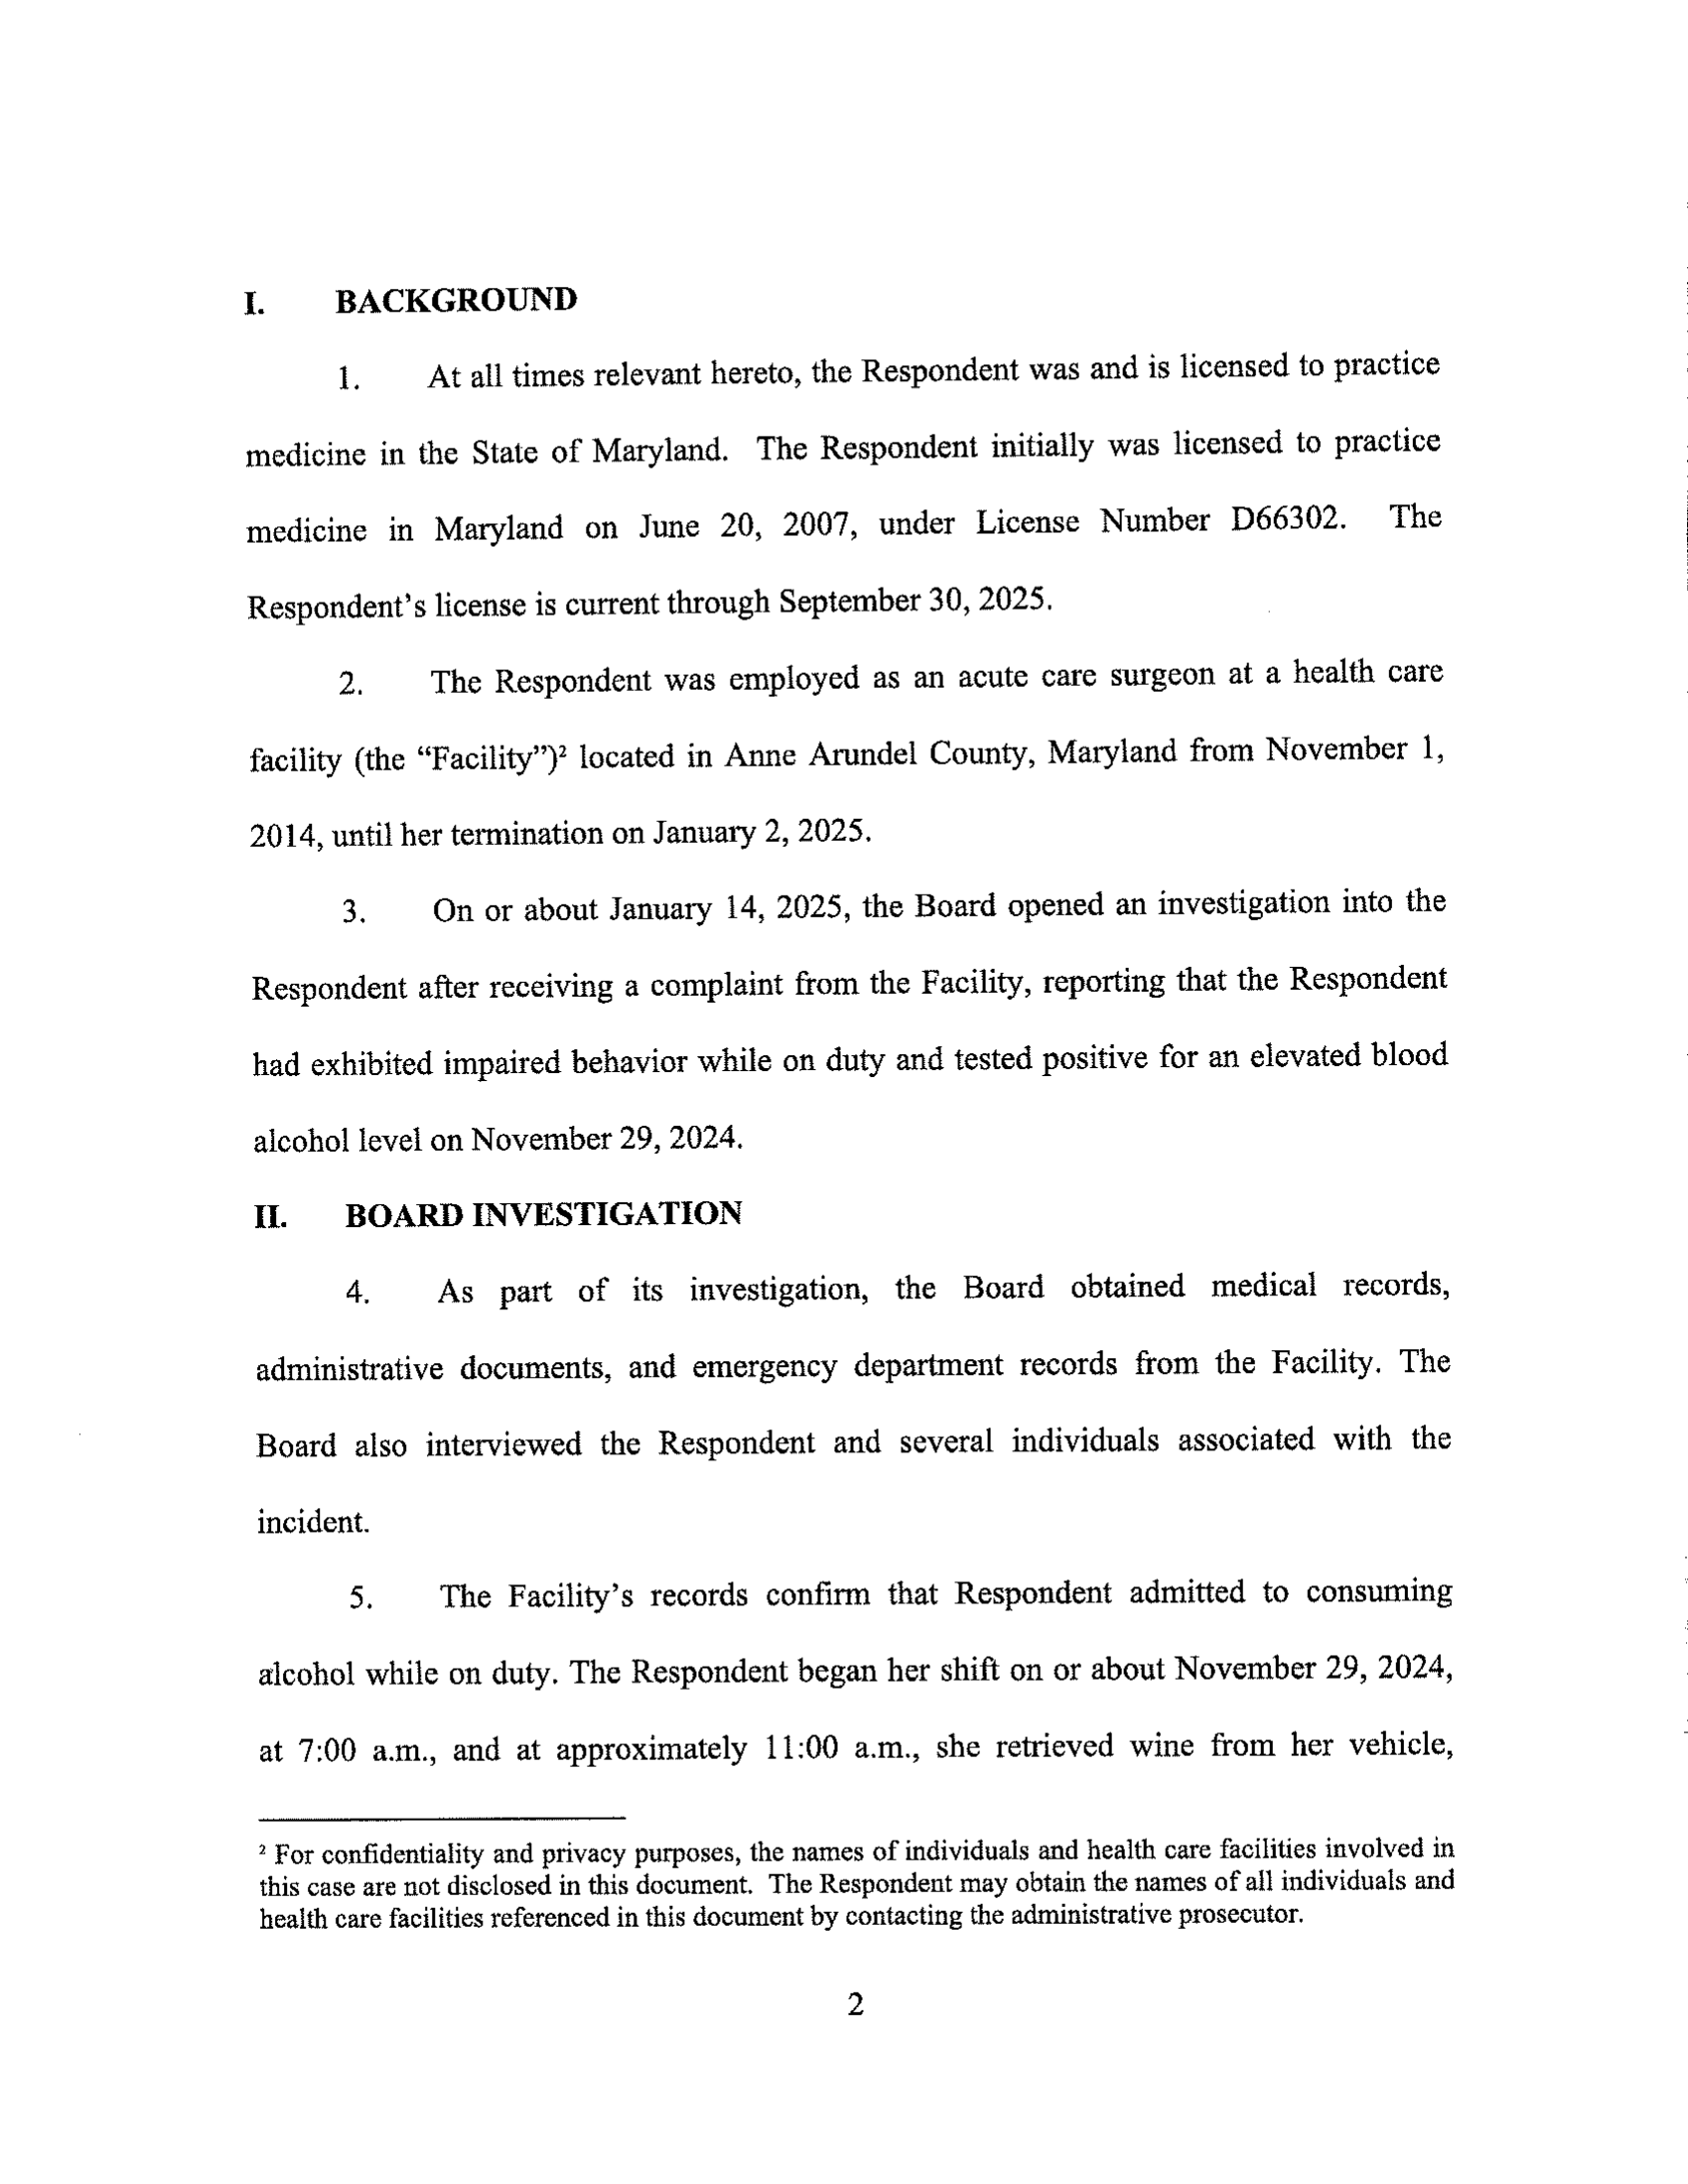 I. BACKGROUND
1. At all times relevant hereto, the Respondent was and is licensed to practice
medicine in the State of Maryland. The Respondent initially was licensed to practice
medicine in Maryland on June 20, 2007, under License Number D66302. The
Respondent's license is current through September 30, 2025.
2. The Respondent was employed as an acute care surgeon at a health care
facility (the “Facility”)² located in Anne Arundel County, Maryland from November 1,
2014, until her termination on January 2, 2025.
3. On or about January 14, 2025, the Board opened an investigation into the
Respondent after receiving a complaint from the Facility, reporting that the Respondent
had exhibited impaired behavior while on duty and tested positive for an elevated blood
alcohol level on November 29, 2024.
II. BOARD INVESTIGATION
4. As part of its investigation, the Board obtained medical records,
administrative documents, and emergency department records from the Facility. The
Board also interviewed the Respondent and several individuals associated with the
incident.
5. The Facility's records confirm that Respondent admitted to consuming
alcohol while on duty. The Respondent began her shift on or about November 29, 2024,
at 7:00 a.m., and at approximately 11:00 a.m., she retrieved wine from her vehicle,
² For confidentiality and privacy purposes, the names of individuals and health care facilities involved in
this case are not disclosed in this document. The Respondent may obtain the names of all individuals and
health care facilities referenced in this document by contacting the administrative prosecutor.
2